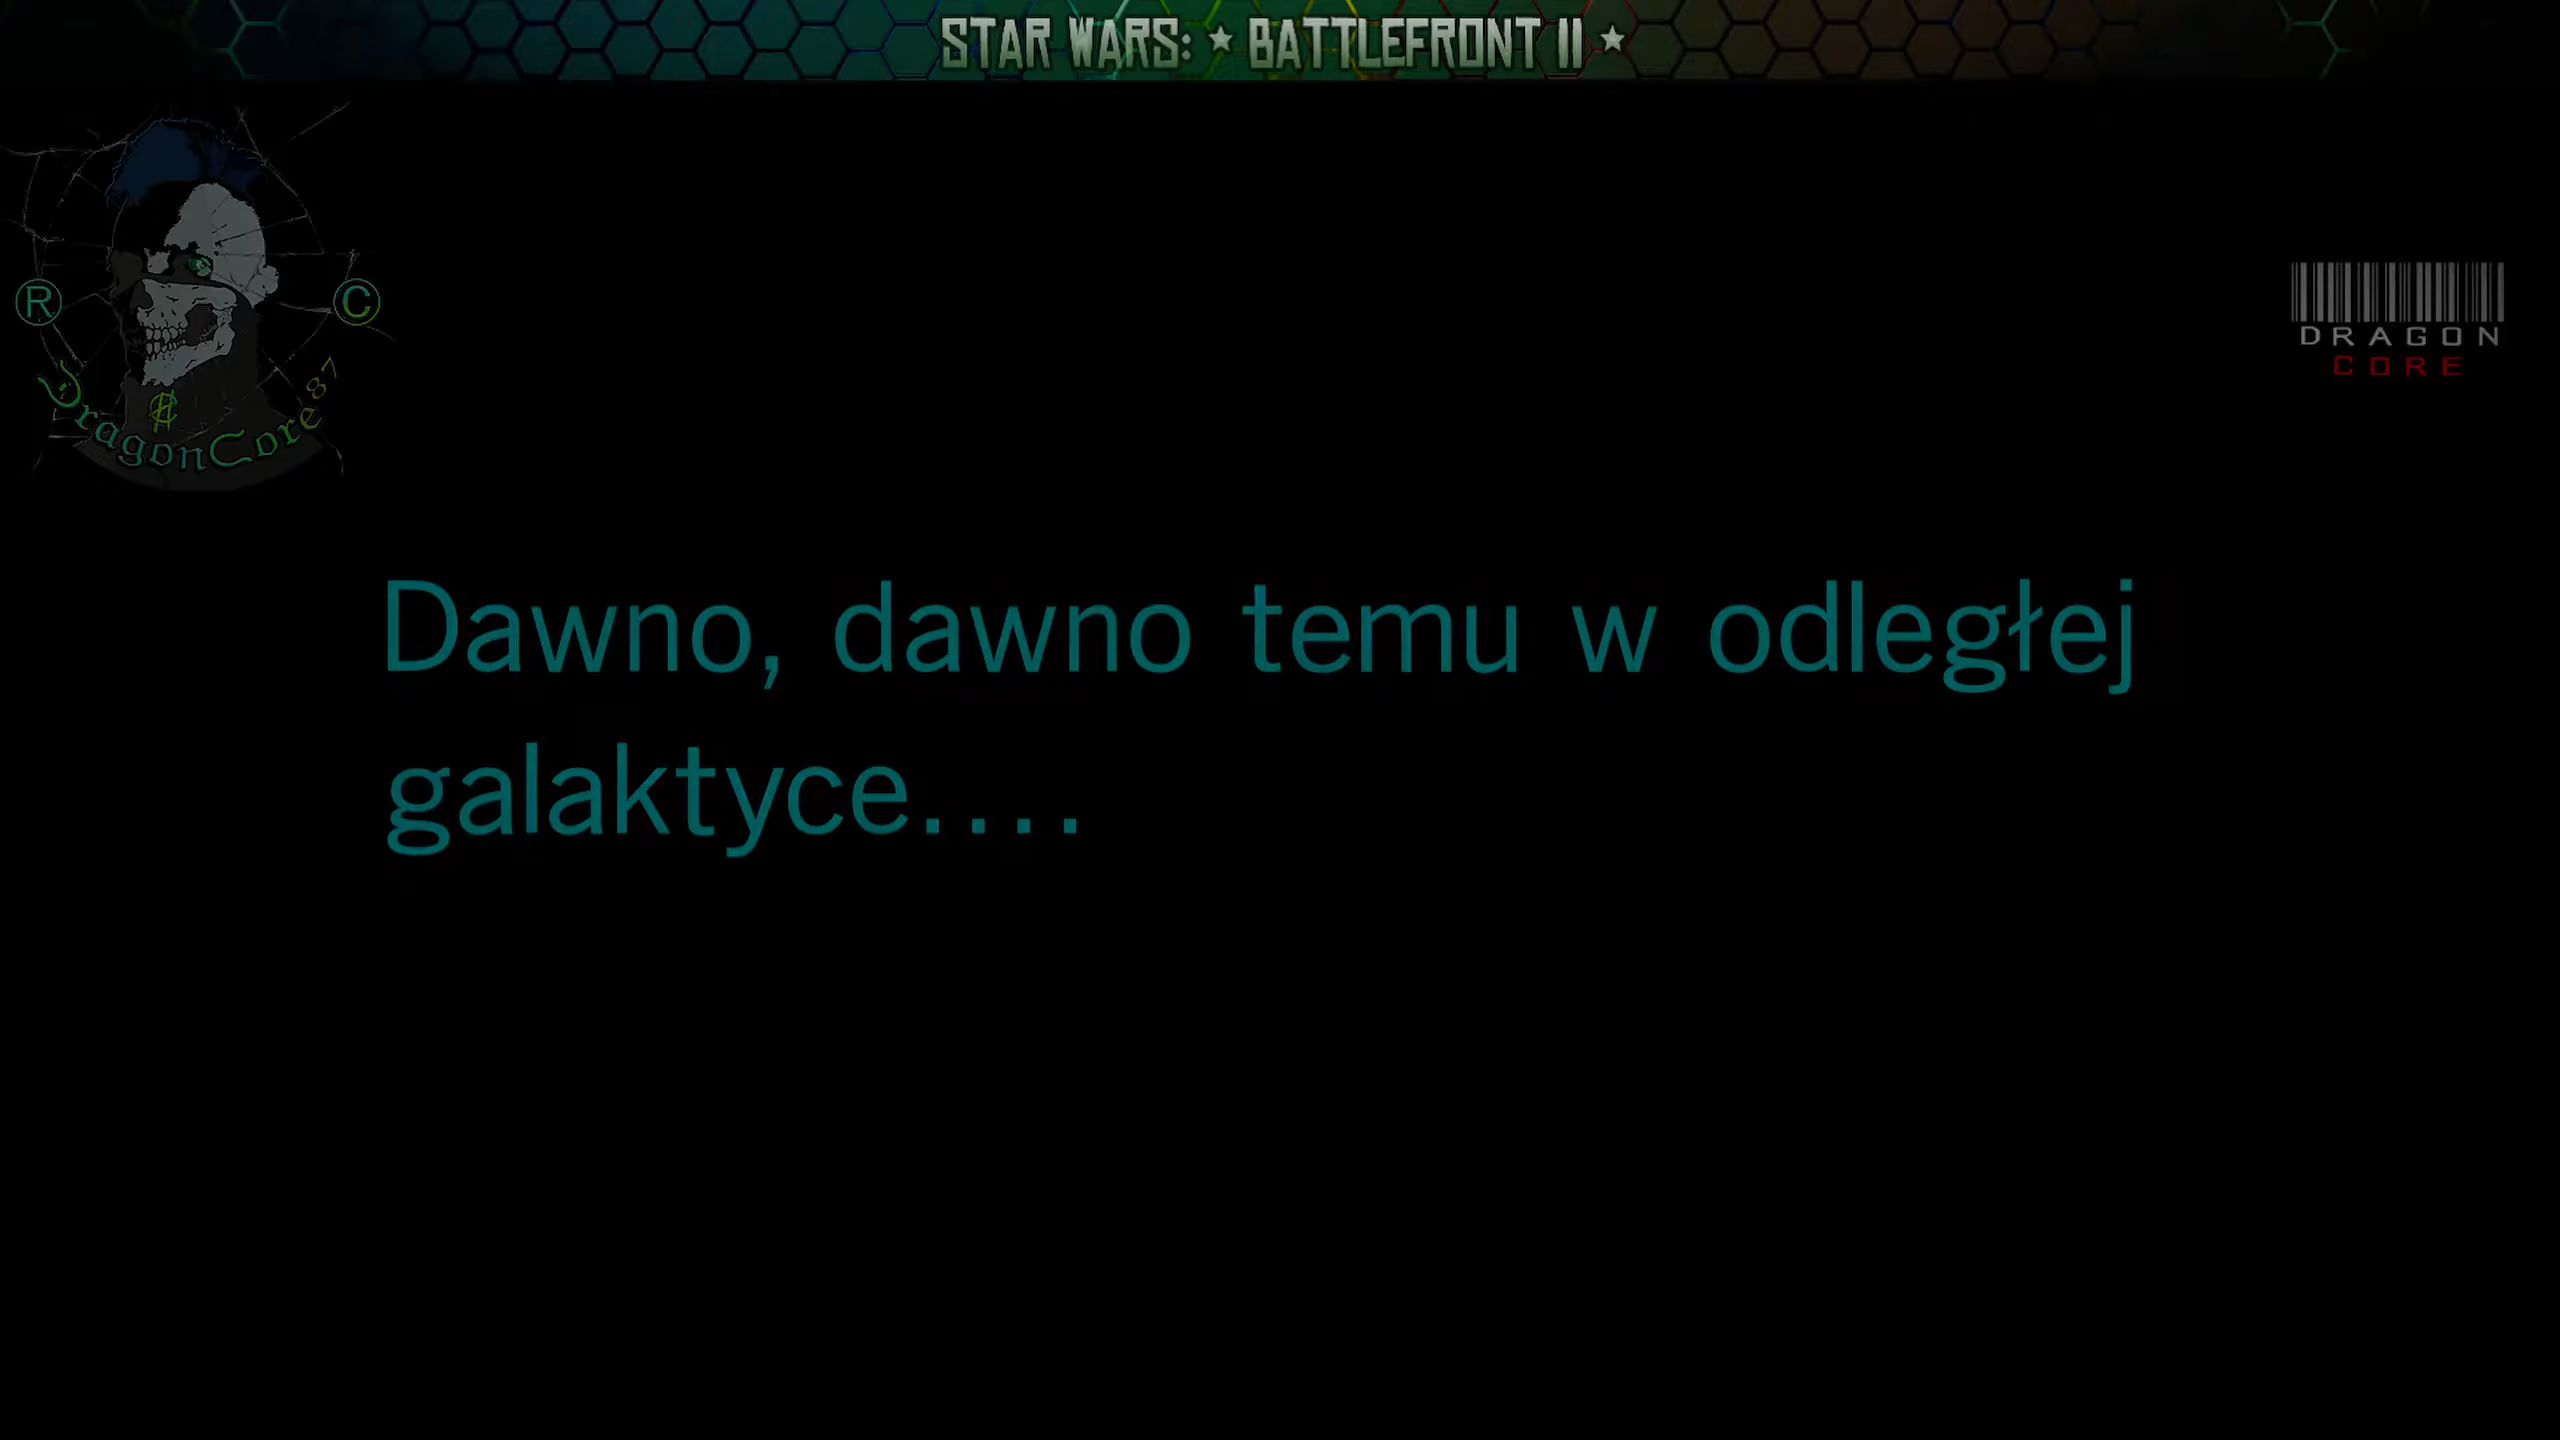 STAR WARS: ★ BATTLEFRONT II ★
R
C
DragonCore87
DRAGON
CORE
Dawno, dawno temu w odległej
galaktyce....